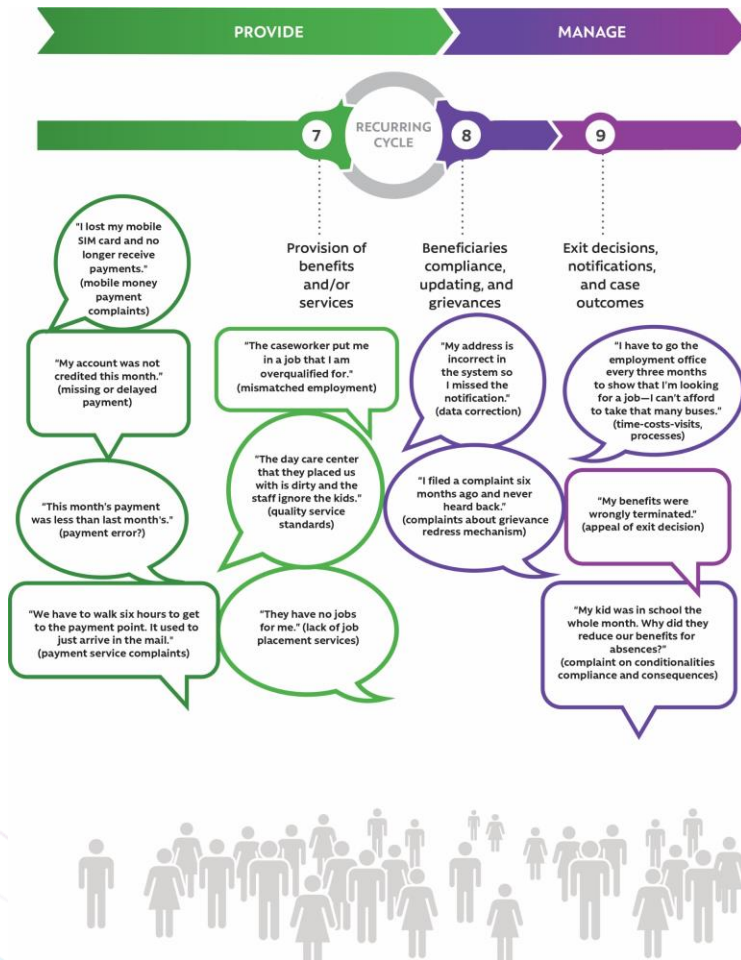 PROVIDE
MANAGE
7
RECURRING
CYCLE
8
9
Provision of
benefits
and/or
services
Beneficiaries
compliance,
updating, and
grievances
Exit decisions,
notifications,
and case
outcomes
"I lost my mobile
SIM card and no
longer receive
payments."
(mobile money
payment
complaints)
"My account was not
credited this month."
(missing or delayed
payment)
"This month's payment
was less than last month's."
(payment error?)
"We have to walk six hours to get
to the payment point. It used to
just arrive in the mail."
(payment service complaints)
"The caseworker put me
in a job that I am
overqualified for."
(mismatched employment)
"The day care center
that they placed us
with is dirty and the
staff ignore the kids."
(quality service
standards)
"They have no jobs
for me." (lack of job
placement services)
"My address is
incorrect in
the system so
I missed the
notification."
(data correction)
"I filed a complaint six
months ago and never
heard back."
(complaints about grievance
redress mechanism)
"I have to go the
employment office
every three months
to show that I'm looking
for a job—I can't afford
to take that many buses."
(time-costs-visits,
processes)
"My benefits were
wrongly terminated."
(appeal of exit decision)
"My kid was in school the
whole month. Why did they
reduce our benefits for
absences?"
(complaint on conditionalities
compliance and consequences)